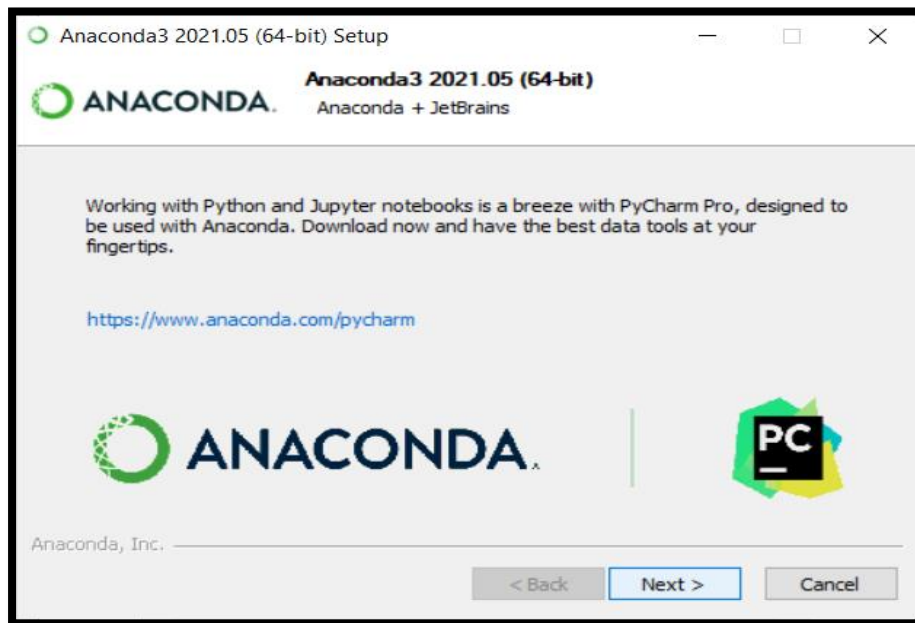 Anaconda3 2021.05 (64-bit) Setup
ANACONDA.
Anaconda3 2021.05 (64-bit)
Anaconda + JetBrains
Working with Python and Jupyter notebooks is a breeze with PyCharm Pro, designed to
be used with Anaconda. Download now and have the best data tools at your
fingertips.
https://www.anaconda.com/pycharm
ANACONDA.
PC
Anaconda, Inc.
< Back
Next >
Cancel